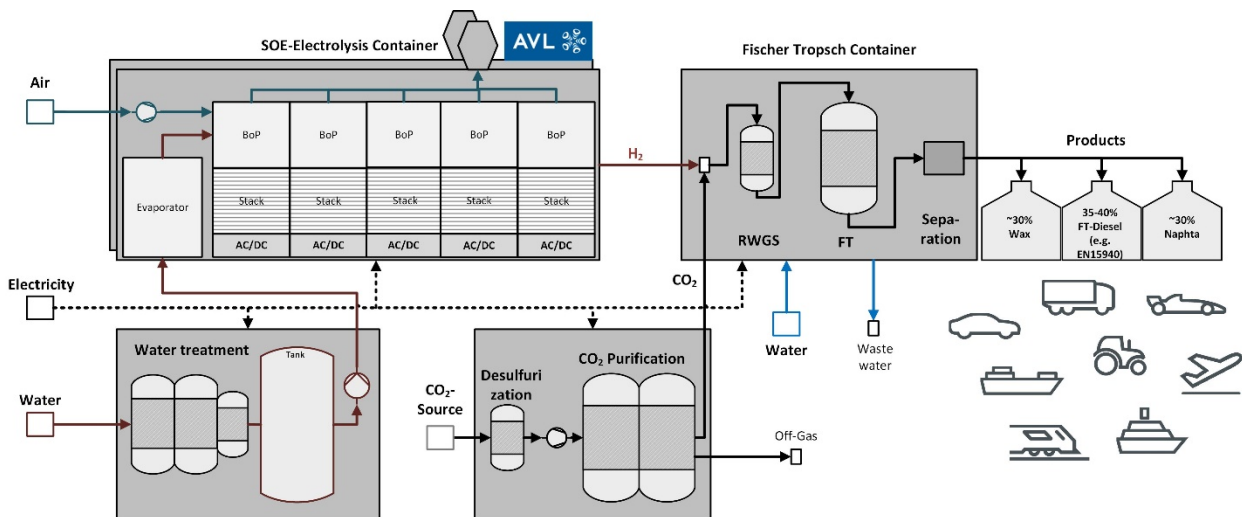 SOE-Electrolysis Container
AVL
Fischer Tropsch Container
Air
BoP
BoP
BoP
BoP
BoP
H₂
Products
Evaporator
Stack
Stack
Stack
Stack
Stack
~30%
Wax
35-40%
FT-Diesel
(e.g.
EN15940)
~30%
Naphta
AC/DC
AC/DC
AC/DC
AC/DC
AC/DC
RWGS
FT
Sepa-
ration
CO₂
Electricity
Water treatment
Tank
CO₂ Purification
Desulfuri
zation
Water
Waste
water
Water
CO₂-
Source
Off-Gas